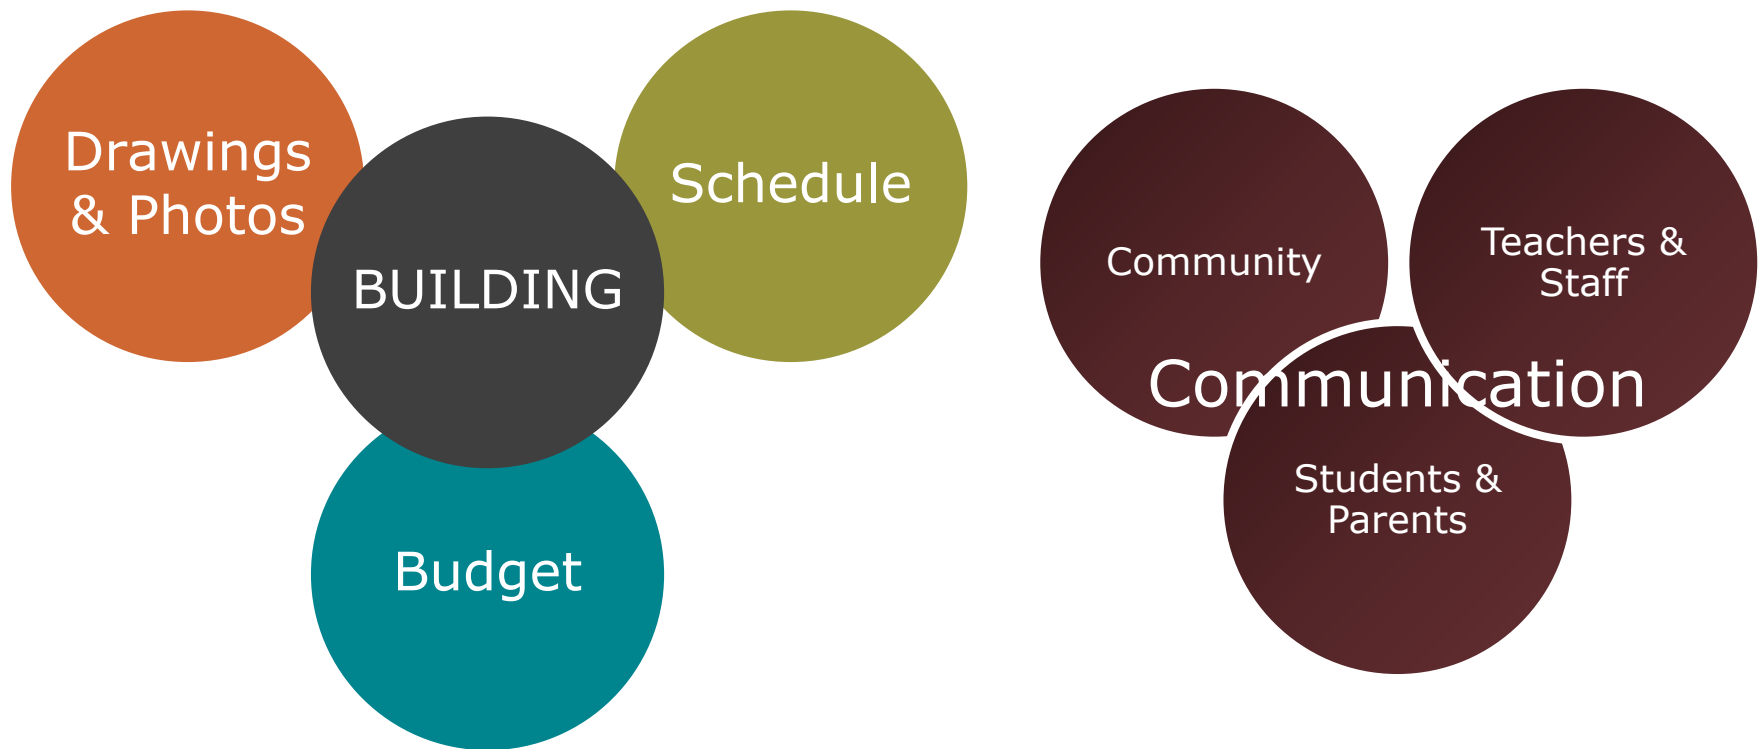 Drawings
& Photos
BUILDING
Schedule
Budget
Community
Teachers &
Staff
Communication
Students &
Parents